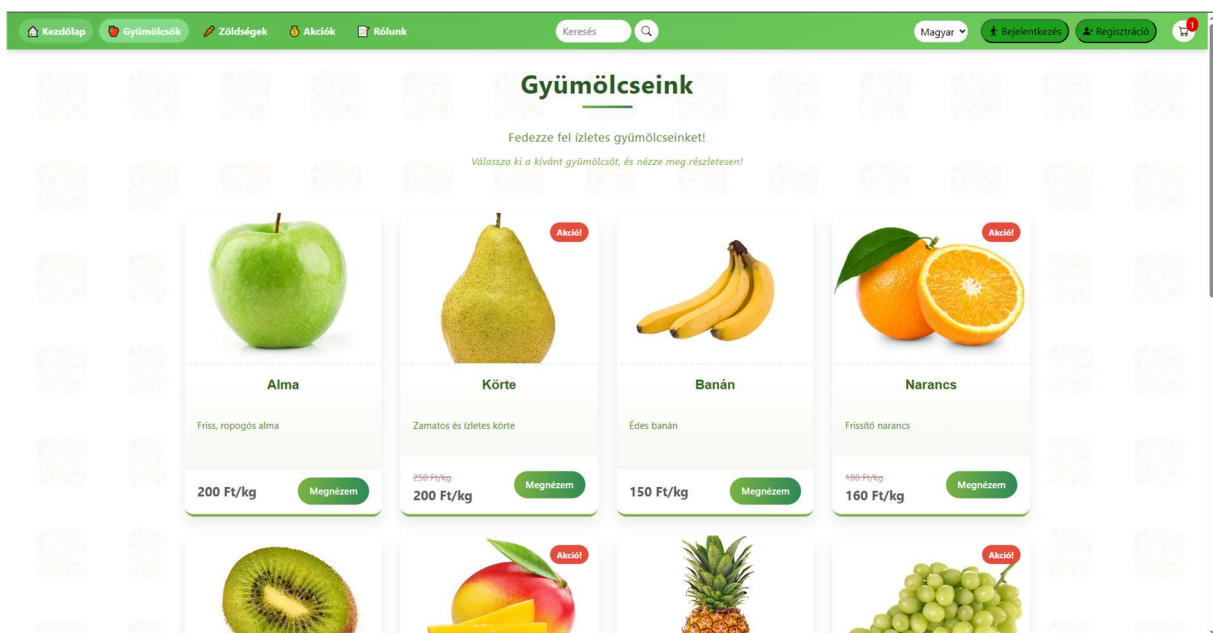 Kezdőlap Gyümölcsök Zöldségek Akciók Rólunk Keresés Magyar Bejelentkezés Regisztráció 1
Gyümölcseink
Fedezze fel ízletes gyümölcseinket!
Válassza ki a kívánt gyümölcsöt, és nézze meg részletesen!
Akció! Akció!
Alma Körte Banán Narancs
Friss, ropogós alma Zamatos és ízletes körte Édes banán Frissítő narancs
250 Ft/kg 180 Ft/kg
200 Ft/kg Megnézem 200 Ft/kg Megnézem 150 Ft/kg Megnézem 160 Ft/kg Megnézem
Akció! Akció!